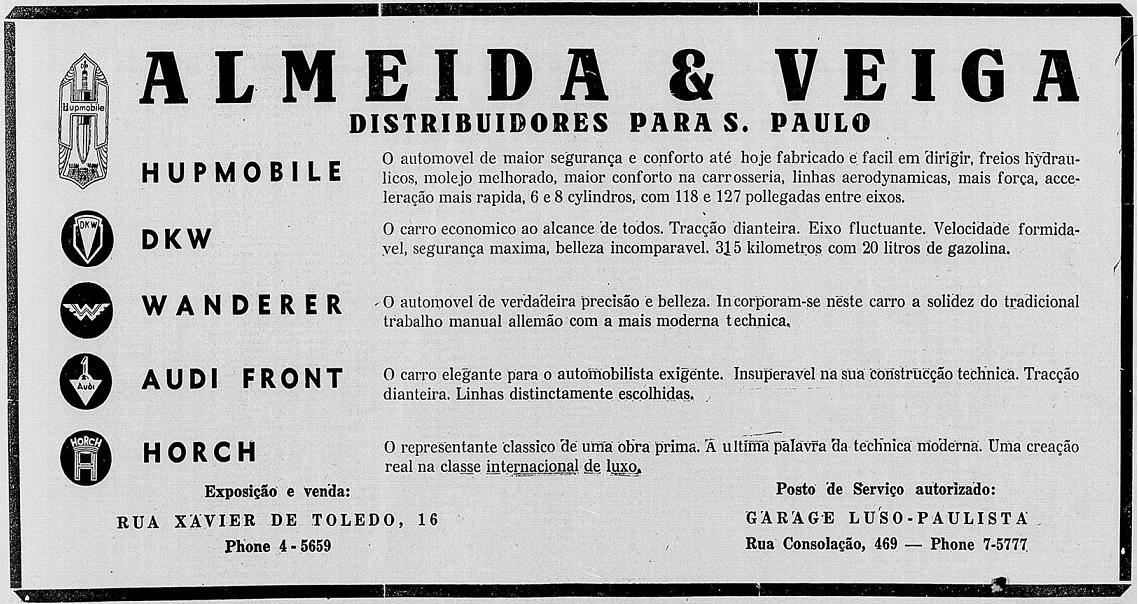 ALMEIDA & VEIGA
DISTRIBUIDORES PARA S. PAULO
Hupmobile
HUPMOBILE
O automovel de maior segurança e conforto até hoje fabricado e facil em dirigir, freios hydrau-
licos, molejo melhorado, maior conforto na carrosseria, linhas aerodynamicas, mais força, acce-
leração mais rapida, 6 e 8 cylindros, com 118 e 127 pollegadas entre eixos.
DKW
DKW
O carro economico ao alcance de todos. Tracção dianteira. Eixo fluctuante. Velocidade formida-
vel, segurança maxima, belleza incomparavel. 315 kilometros com 20 litros de gazolina.
W
WANDERER
O automovel de verdadeira precisão e belleza. Incorporam-se neste carro a solidez do tradicional
trabalho manual allemão com a mais moderna technica.
1
Audi
AUDI FRONT
O carro elegante para o automobilista exigente. Insuperavel na sua construcção technica. Tracção
dianteira. Linhas distinctamente escolhidas.
HORCH
HORCH
O representante classico de uma obra prima. A ultima palavra da technica moderna. Uma creação
real na classe internacional de luxo.
Exposição e venda:
RUA XAVIER DE TOLEDO, 16
Phone 4-5659
Posto de Serviço autorizado:
GARAGE LUSO-PAULISTA
Rua Consolação, 469 — Phone 7-5777